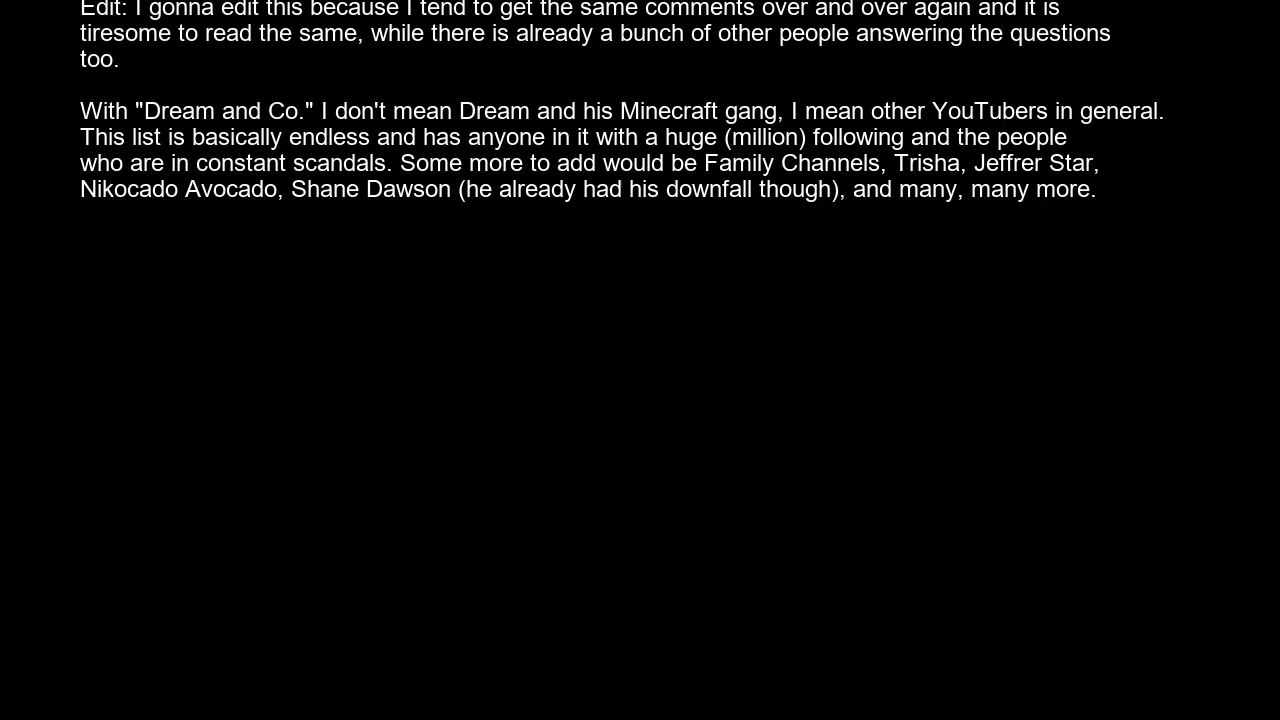 Edit: I gonna edit this because I tend to get the same comments over and over again and it is
tiresome to read the same, while there is already a bunch of other people answering the questions
too.
With "Dream and Co." I don't mean Dream and his Minecraft gang, I mean other YouTubers in general.
This list is basically endless and has anyone in it with a huge (million) following and the people
who are in constant scandals. Some more to add would be Family Channels, Trisha, Jeffrer Star,
Nikocado Avocado, Shane Dawson (he already had his downfall though), and many, many more.